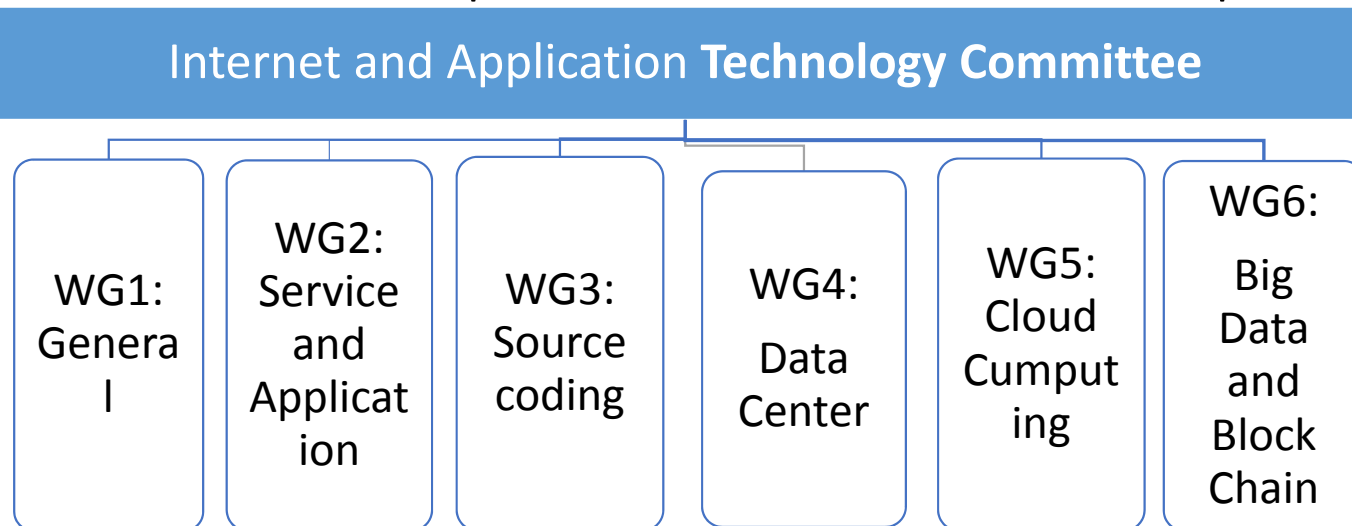 Internet and Application Technology Committee
WG1:
Genera
l
WG2:
Service
and
Applicat
ion
WG3:
Source
coding
WG4:
Data
Center
WG5:
Cloud
Cumput
ing
WG6:
Big
Data
and
Block
Chain